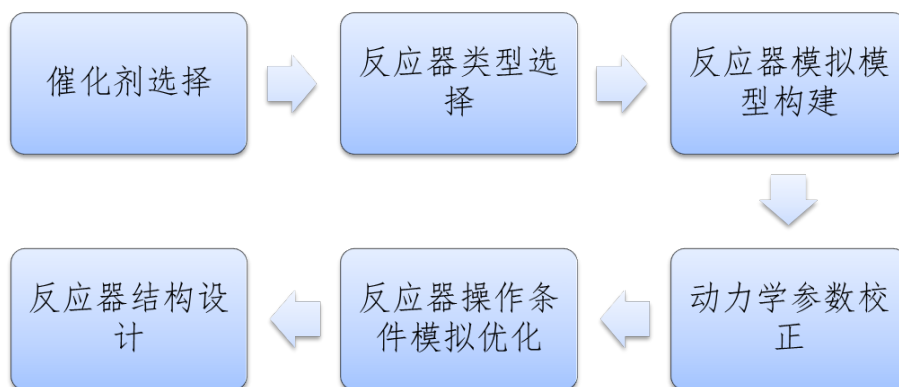 催化剂选择
反应器类型选
择
反应器模拟模
型构建
动力学参数校
正
反应器操作条
件模拟优化
反应器结构设
计